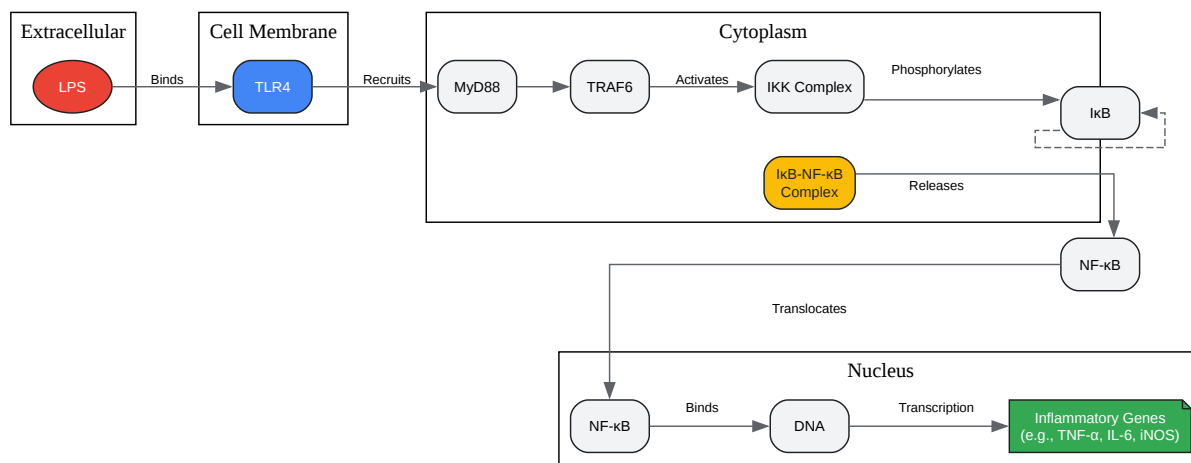 Extracellular
Cell Membrane
Cytoplasm
LPS
Binds
TLR4
Recruits
MyD88
TRAF6
Activates
IKK Complex
Phosphorylates
IκB
IκB-NF-κB
Complex
Releases
NF-κB
Translocates
Nucleus
NF-κB
Binds
DNA
Transcription
Inflammatory Genes
(e.g., TNF-α, IL-6, iNOS)